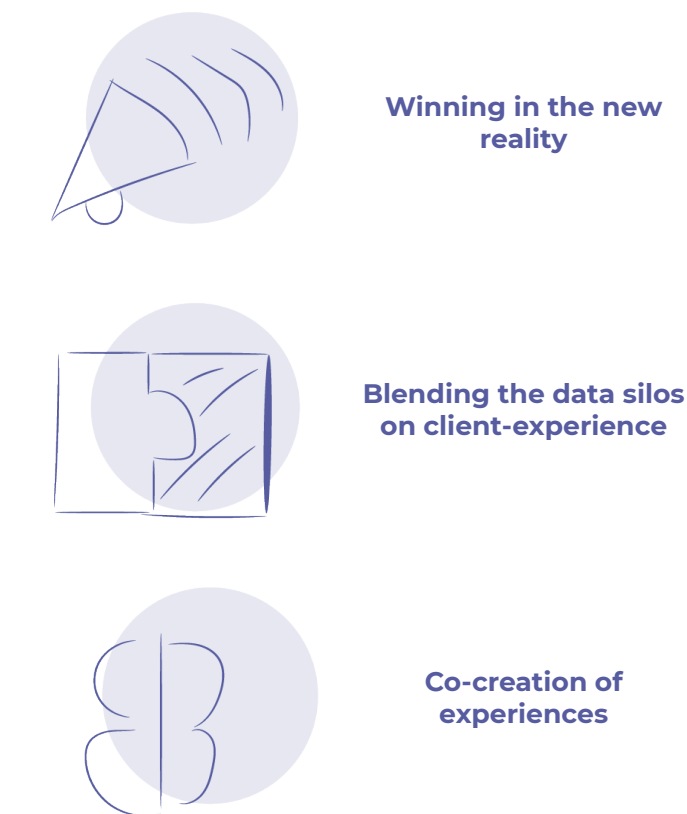 Winning in the new
reality
Blending the data silos
on client-experience
Co-creation of
experiences